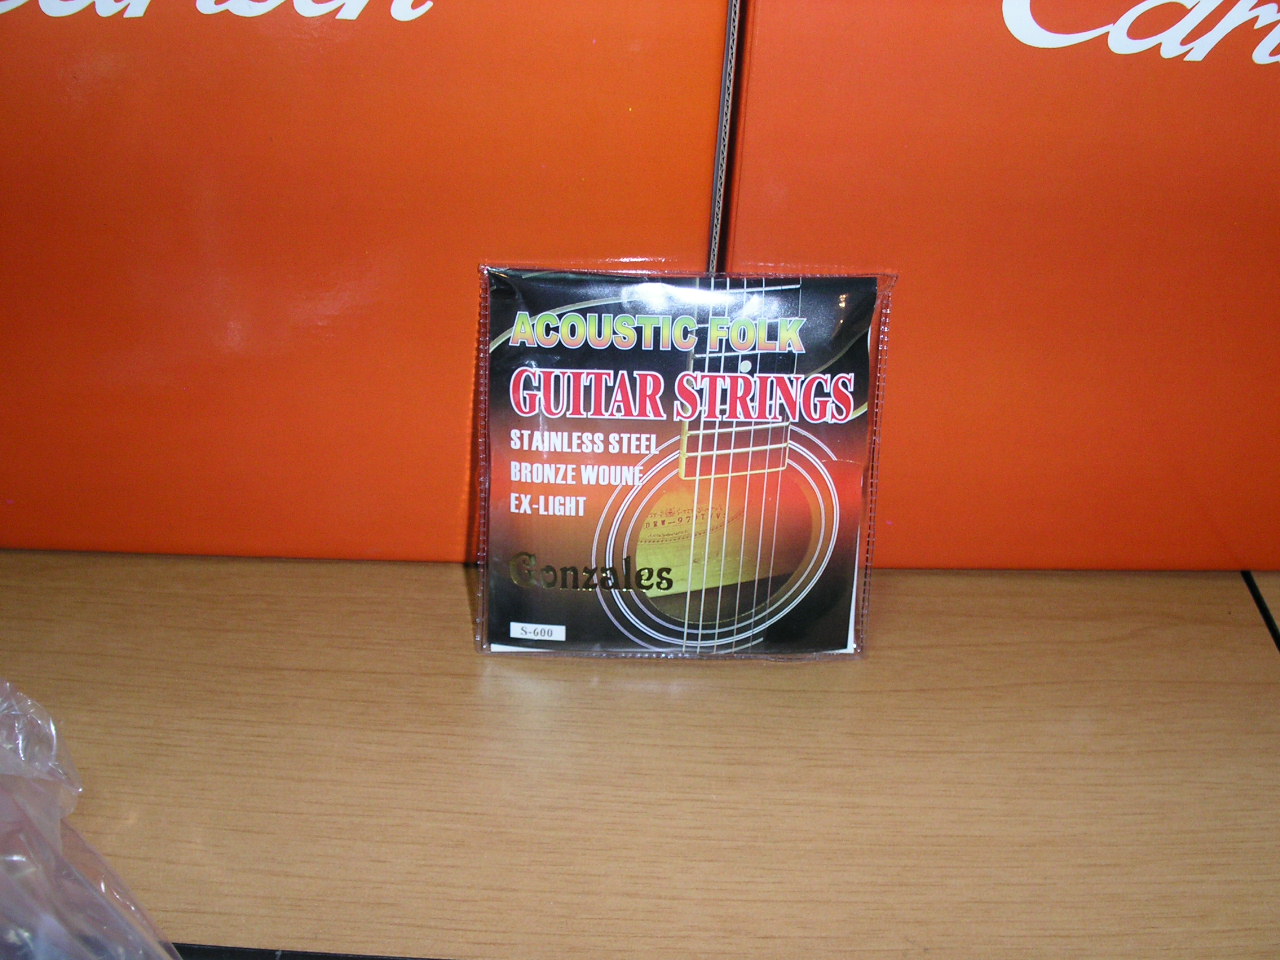 ACOUSTIC FOLK
GUITAR STRINGS
STAINLESS STEEL
BRONZE WOUNE
EX-LIGHT
Gonzales
S-600